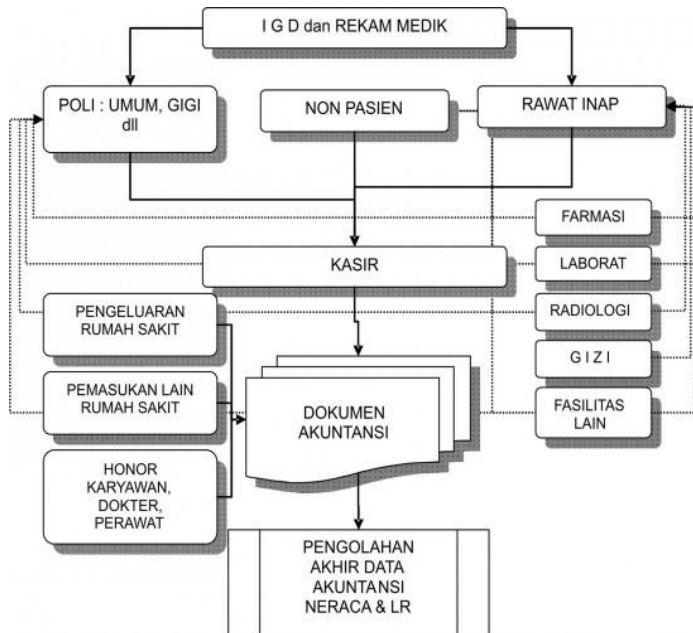 I G D dan REKAM MEDIK
POLI : UMUM, GIGI
dll
NON PASIEN
RAWAT INAP
FARMASI
KASIR
LABORAT
PENGELUARAN
RUMAH SAKIT
RADIOLOGI
G I Z I
PEMASUKAN LAIN
RUMAH SAKIT
DOKUMEN
AKUNTANSI
FASILITAS
LAIN
HONOR
KARYAWAN,
DOKTER,
PERAWAT
PENGOLAHAN
AKHIR DATA
AKUNTANSI
NERACA & LR